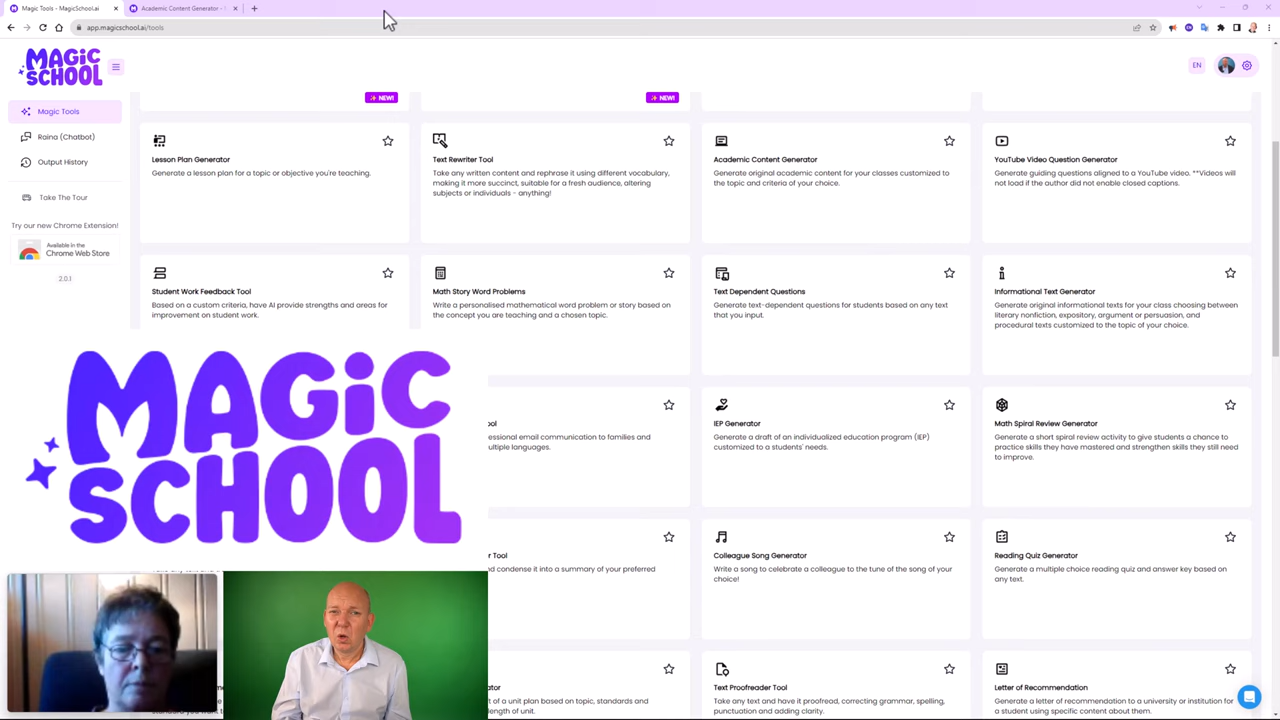 Magic Tools - MagicSchool.ai
Academic Content Generator -
app.magicschool.ai/tools
MAGiC SCHOOL
EN
Magic Tools
Raina (Chatbot)
Output History
Take The Tour
Try our new Chrome Extension!
Available in the
Chrome Web Store
2.0.1
NEW!
NEW!
Lesson Plan Generator
Generate a lesson plan for a topic or objective you're teaching.
Text Rewriter Tool
Take any written content and rephrase it using different vocabulary,
making it more succinct, suitable for a fresh audience, altering
subjects or individuals - anything!
Academic Content Generator
Generate original academic content for your classes customized to
the topic and criteria of your choice.
YouTube Video Question Generator
Generate guiding questions aligned to a YouTube video. **Videos will
not load if the author did not enable closed captions.
Student Work Feedback Tool
Based on a custom criteria, have AI provide strengths and areas for
improvement on student work.
Math Story Word Problems
Write a personalised mathematical word problem or story based on
the concept you are teaching and a chosen topic.
Text Dependent Questions
Generate text-dependent questions for students based on any text
that you input.
Informational Text Generator
Generate original informational texts for your class choosing between
literary nonfiction, expository, argument or persuasion, and
procedural texts customized to the topic of your choice.
MAGiC
SCHOOL
ool
essional email communication to families and
ultiple languages.
IEP Generator
Generate a draft of an individualized education program (IEP)
customized to a students' needs.
Math Spiral Review Generator
Generate a short spiral review activity to give students a chance to
practice skills they have mastered and strengthen skills they still need
to improve.
r Tool
and condense it into a summary of your preferred
Colleague Song Generator
Write a song to celebrate a colleague to the tune of the song of your
choice!
Reading Quiz Generator
Generate a multiple choice reading quiz and answer key based on
any text.
rator
t of a unit plan based on topic, standards and
ngth of unit.
Text Proofreader Tool
Take any text and have it proofread, correcting grammar, spelling,
punctuation and adding clarity.
Letter of Recommendation
Generate a letter of recommendation to a university or institution for
a student using specific content about them.